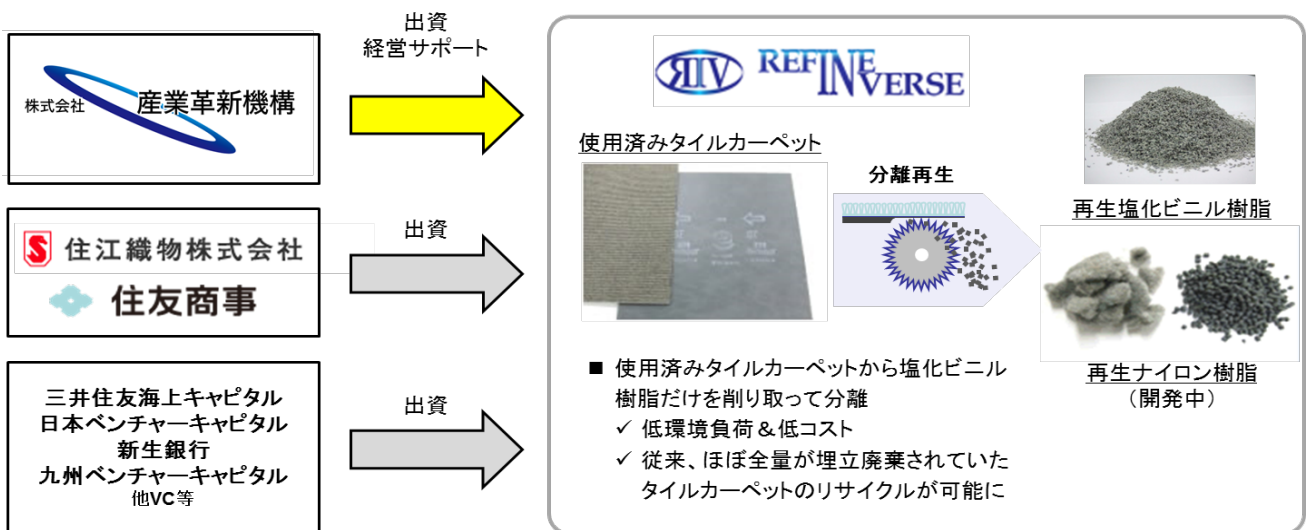 出資
経営サポート
株式会社 産業革新機構
出資
住江織物株式会社
住友商事
出資
三井住友海上キャピタル
日本ベンチャーキャピタル
新生銀行
九州ベンチャーキャピタル
他VC等
RIV REFINE
VERSE
使用済みタイルカーペット
分離再生
再生塩化ビニル樹脂
再生ナイロン樹脂
（開発中）
■ 使用済みタイルカーペットから塩化ビニル
樹脂だけを削り取って分離
✓ 低環境負荷＆低コスト
✓ 従来、ほぼ全量が埋立廃棄されていた
タイルカーペットのリサイクルが可能に